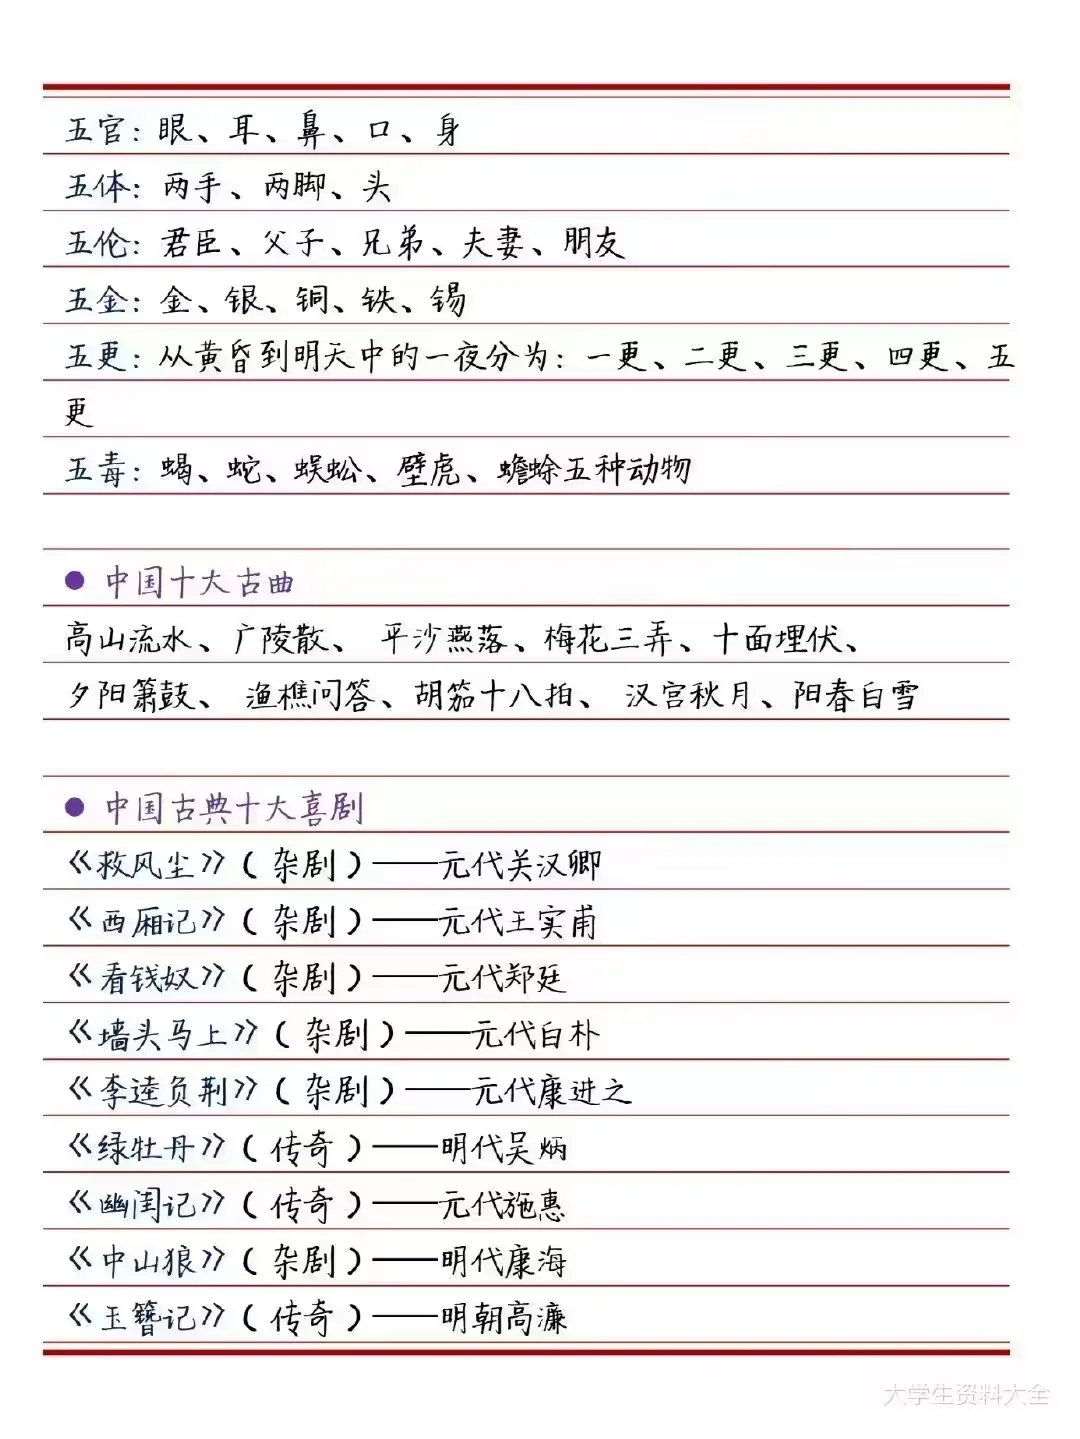 五官：眼、耳、鼻、口、身
五体：两手、两脚、头
五伦：君臣、父子、兄弟、夫妻、朋友
五金：金、银、铜、铁、锡
五更：从黄昏到明天中的一夜分为：一更、二更、三更、四更、五
更
五毒：蝎、蛇、蜈蚣、壁虎、蟾蜍五种动物
● 中国十大古曲
高山流水、广陵散、 平沙燕落、梅花三弄、十面埋伏、
夕阳箫鼓、 渔樵问答、胡笳十八拍、 汉宫秋月、阳春白雪
● 中国古典十大喜剧
《救风尘》(杂剧)——元代关汉卿
《西厢记》(杂剧)——元代王实甫
《看钱奴》(杂剧)——元代郑廷
《墙头马上》(杂剧)——元代白朴
《李逵负荆》(杂剧)——元代康进之
《绿牡丹》(传奇)——明代吴炳
《幽闺记》(传奇)——元代施惠
《中山狼》(杂剧)——明代康海
《玉簪记》(传奇)——明朝高濂
大学生资料大全